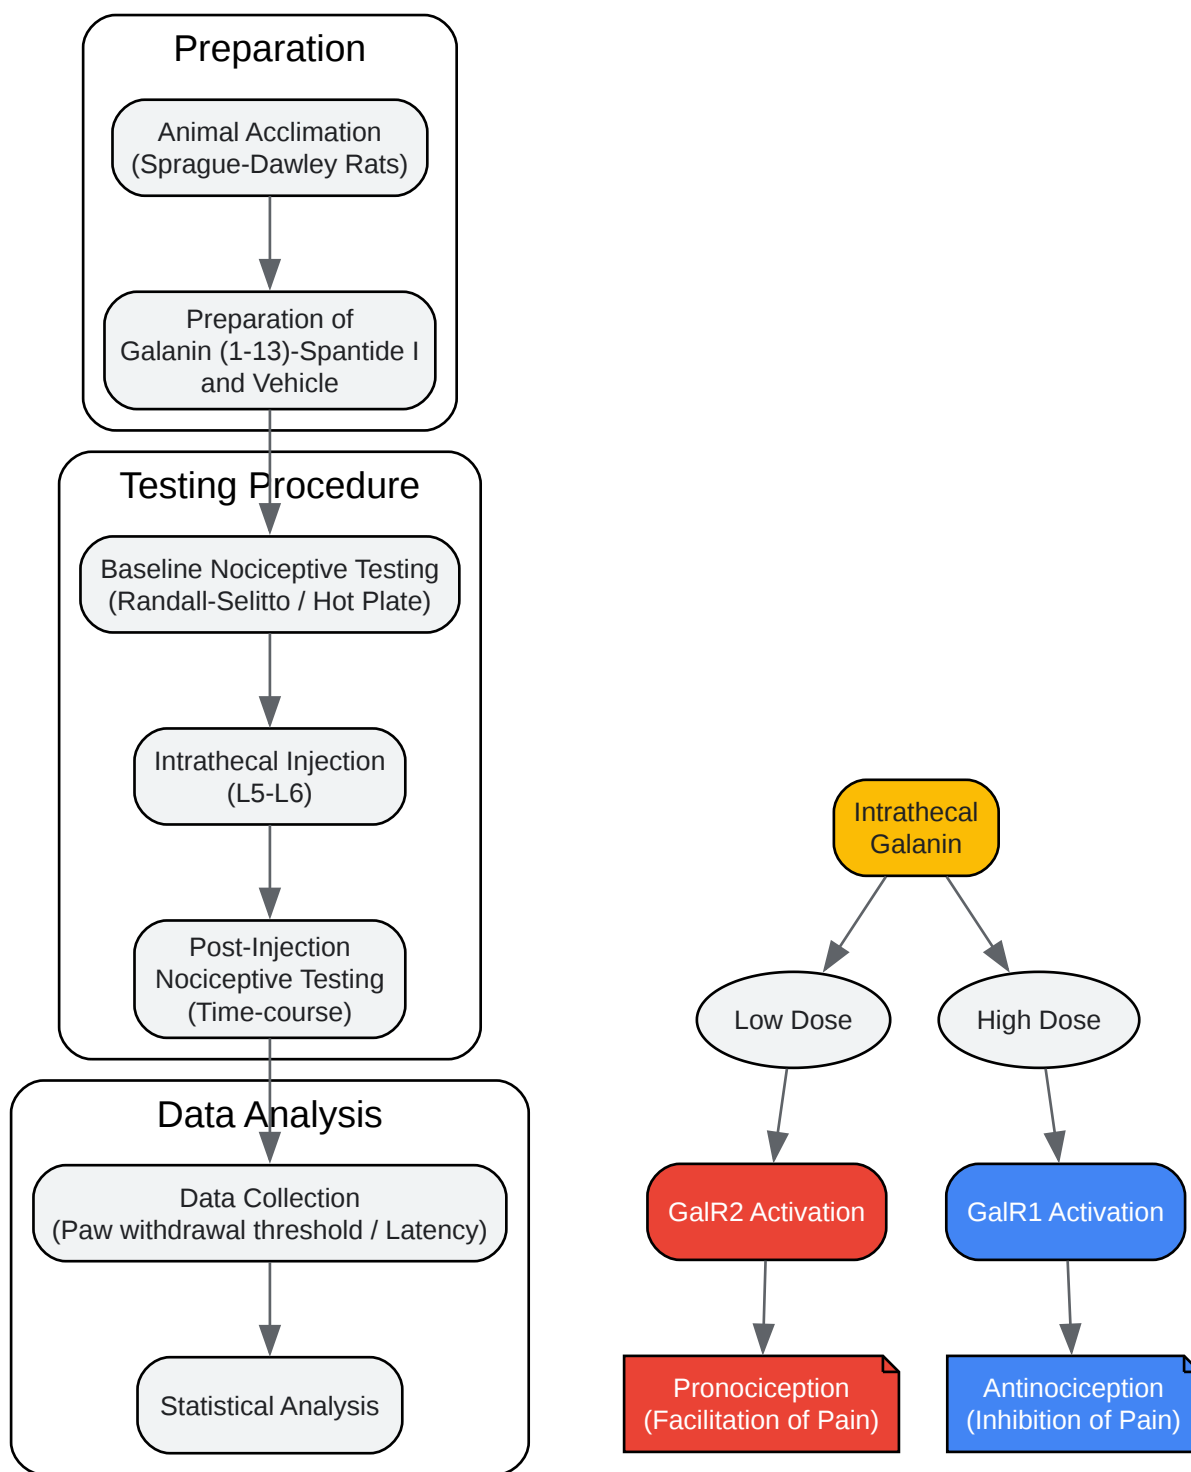 Preparation
Animal Acclimation
(Sprague-Dawley Rats)
Preparation of
Galanin (1-13)-Spantide I
and Vehicle
Testing Procedure
Baseline Nociceptive Testing
(Randall-Selitto / Hot Plate)
Intrathecal Injection
(L5-L6)
Post-Injection
Nociceptive Testing
(Time-course)
Data Analysis
Data Collection
(Paw withdrawal threshold / Latency)
Statistical Analysis
Intrathecal
Galanin
Low Dose
High Dose
GalR2 Activation
GalR1 Activation
Pronociception
(Facilitation of Pain)
Antinociception
(Inhibition of Pain)